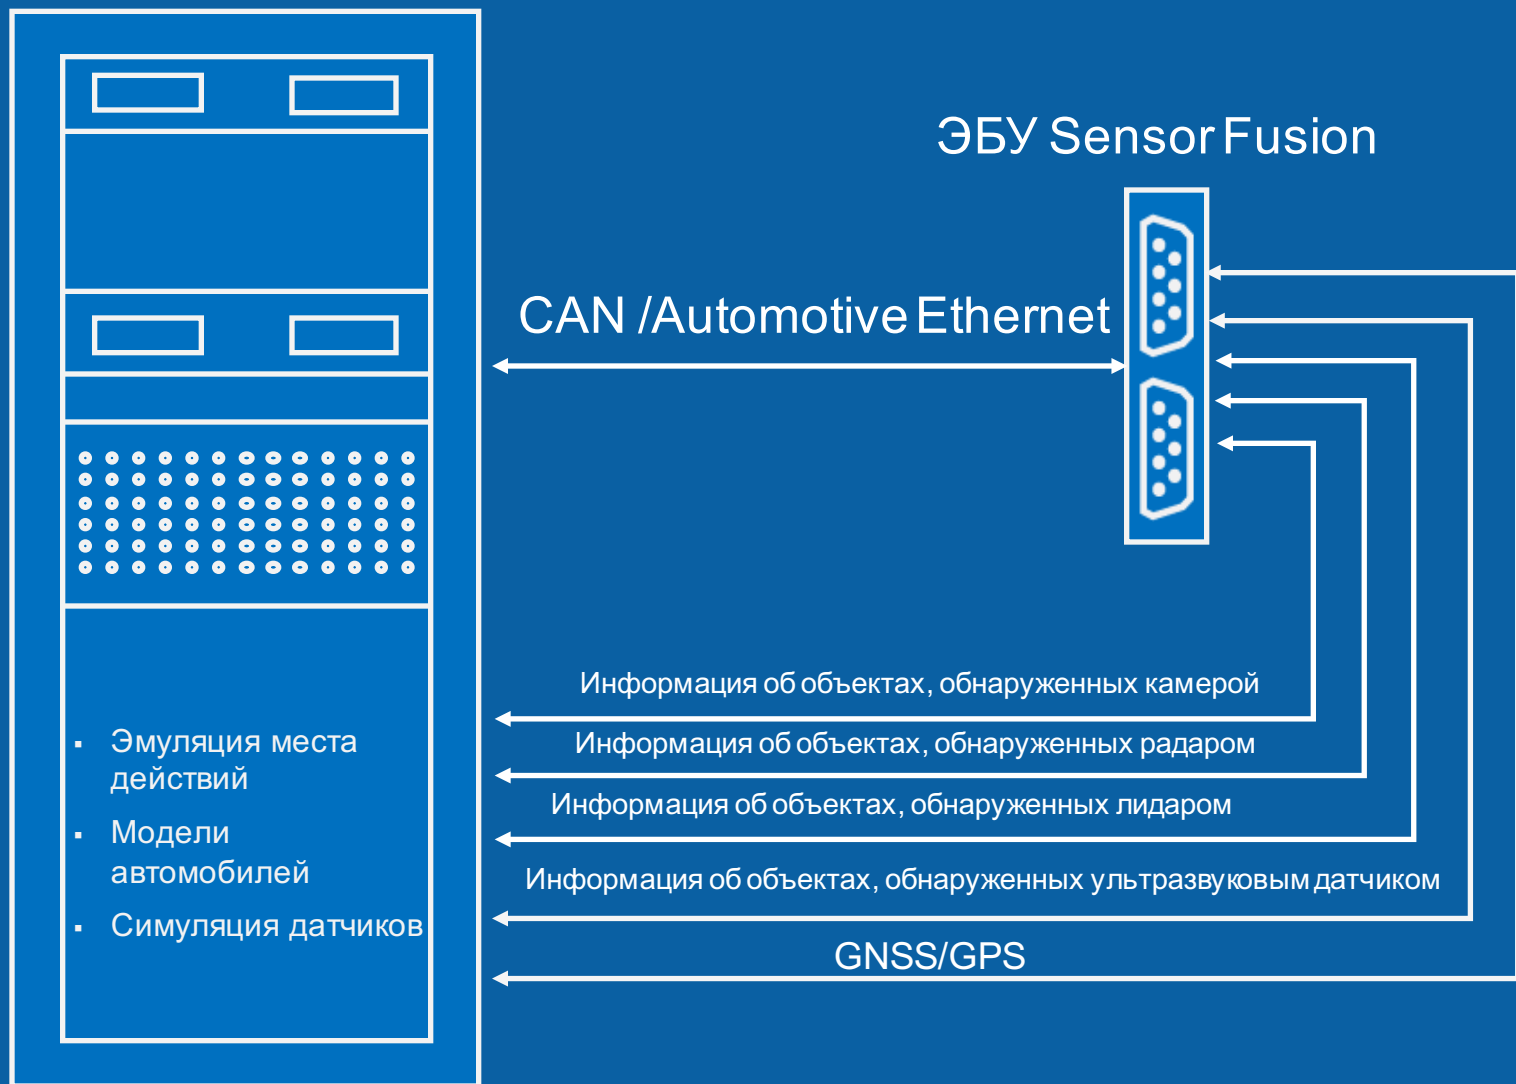 ЭБУ Sensor Fusion
CAN /Automotive Ethernet
Информация об объектах, обнаруженных камерой
Информация об объектах, обнаруженных радаром
Информация об объектах, обнаруженных лидаром
Информация об объектах, обнаруженных ультразвуковым датчиком
GNSS/GPS
▪ Эмуляция места
действий
▪ Модели
автомобилей
▪ Симуляция датчиков